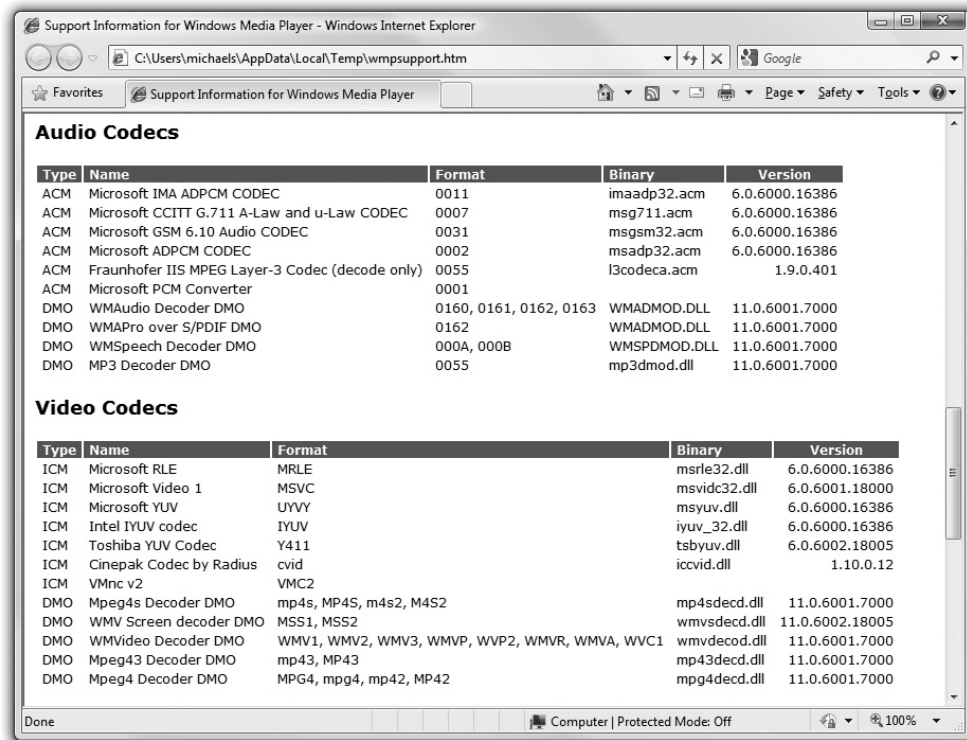 Support Information for Windows Media Player - Windows Internet Explorer
C:\Users\michaels\AppData\Local\Temp\wmpsupport.htm
Google
Favorites
Support Information for Windows Media Player
Page
Safety
Tools
Audio Codecs
Type Name Format Binary Version
ACM Microsoft IMA ADPCM CODEC 0011 imaadp32.acm 6.0.6000.16386
ACM Microsoft CCITT G.711 A-Law and u-Law CODEC 0007 msg711.acm 6.0.6000.16386
ACM Microsoft GSM 6.10 Audio CODEC 0031 msgsm32.acm 6.0.6000.16386
ACM Microsoft ADPCM CODEC 0002 msadp32.acm 6.0.6000.16386
ACM Fraunhofer IIS MPEG Layer-3 Codec (decode only) 0055 l3codeca.acm 1.9.0.401
ACM Microsoft PCM Converter 0001
DMO WMAudio Decoder DMO 0160, 0161, 0162, 0163 WMADMOD.DLL 11.0.6001.7000
DMO WMAPro over S/PDIF DMO 0162 WMADMOD.DLL 11.0.6001.7000
DMO WMSpeech Decoder DMO 000A, 000B WMSPDMOD.DLL 11.0.6001.7000
DMO MP3 Decoder DMO 0055 mp3dmod.dll 11.0.6001.7000
Video Codecs
Type Name Format Binary Version
ICM Microsoft RLE MRLE msrle32.dll 6.0.6000.16386
ICM Microsoft Video 1 MSVC msvidc32.dll 6.0.6001.18000
ICM Microsoft YUV UYVY msyuv.dll 6.0.6000.16386
ICM Intel IYUV codec IYUV iyuv_32.dll 6.0.6000.16386
ICM Toshiba YUV Codec Y411 tsbyuv.dll 6.0.6002.18005
ICM Cinepak Codec by Radius cvid iccvid.dll 1.10.0.12
ICM VMnc v2 VMC2
DMO Mpeg4s Decoder DMO mp4s, MP4S, m4s2, M4S2 mp4sdecd.dll 11.0.6001.7000
DMO WMV Screen decoder DMO MSS1, MSS2 wmvsdecd.dll 11.0.6002.18005
DMO WMVideo Decoder DMO WMV1, WMV2, WMV3, WMVP, WVP2, WMVR, WMVA, WVC1 wmvdecod.dll 11.0.6001.7000
DMO Mpeg43 Decoder DMO mp43, MP43 mp43decd.dll 11.0.6001.7000
DMO Mpeg4 Decoder DMO MPG4, mpg4, mp42, MP42 mpg4decd.dll 11.0.6001.7000
Done
Computer | Protected Mode: Off
100%